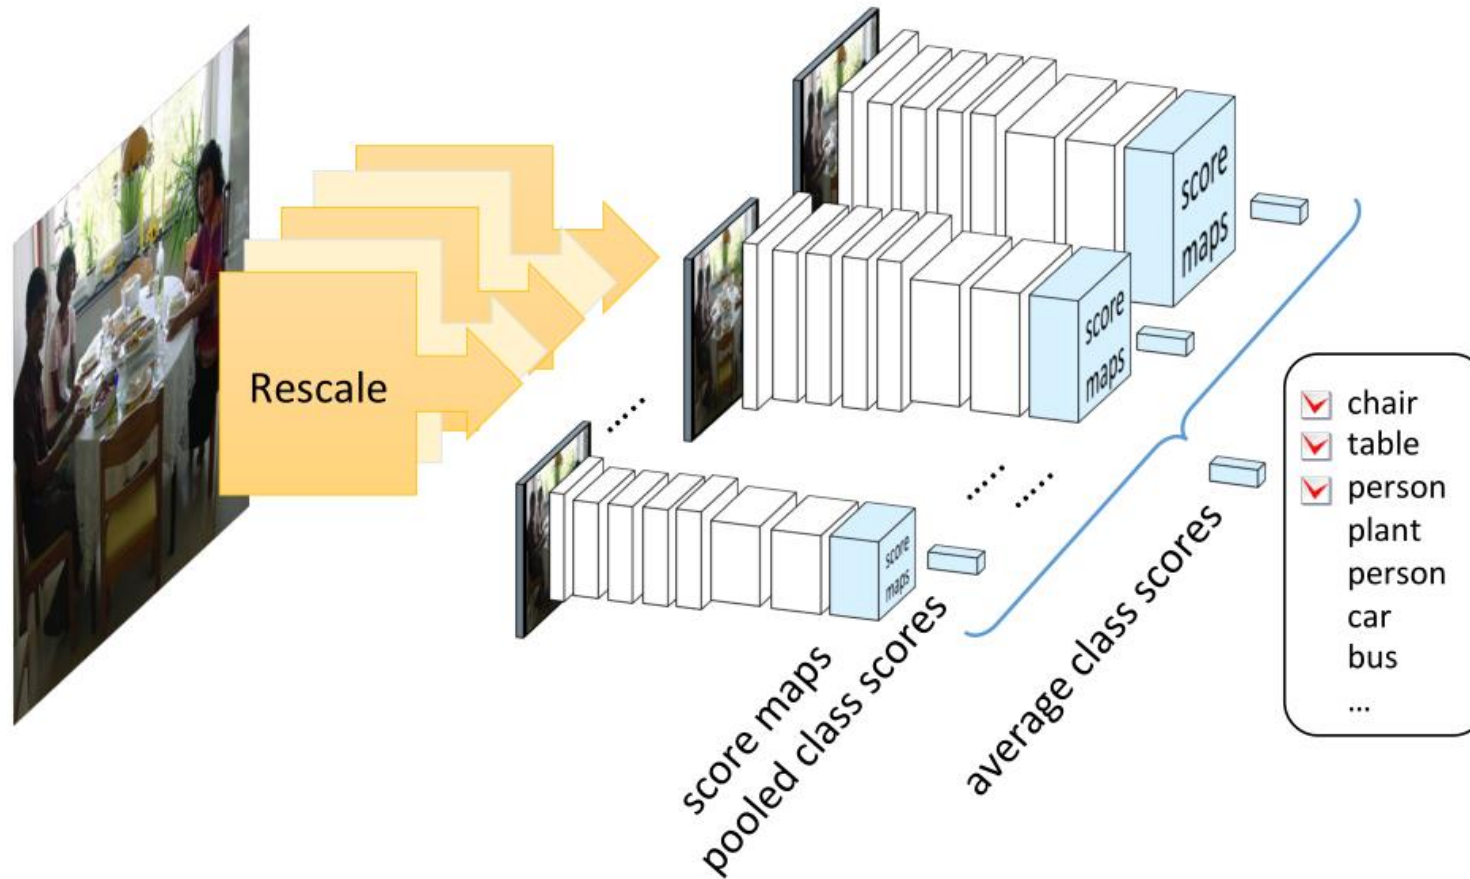 Rescale
score
maps
score
maps
score
maps
score maps
pooled class scores
average class scores
chair
table
person
plant
person
car
bus
...